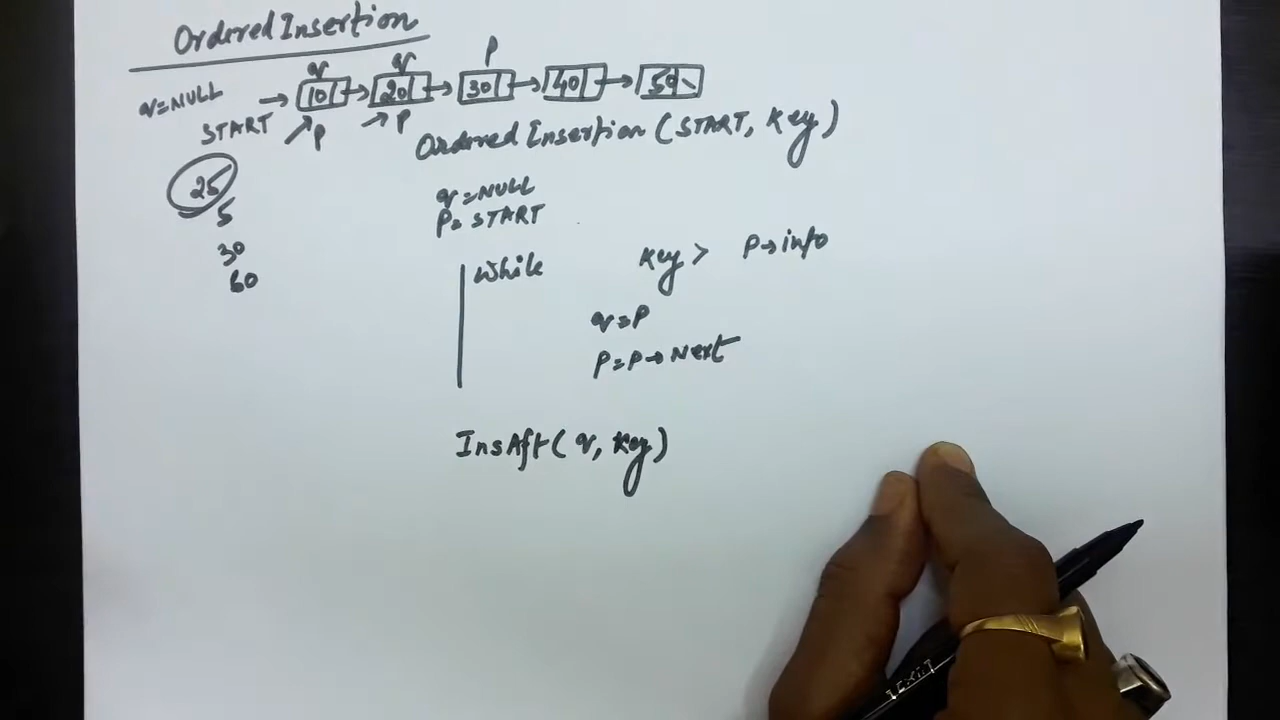 Ordered Insertion
q=NULL
q q P
START → 10 → 20 → 30 → 40 → 50
P P
Ordered Insertion (START, Key)
25
5
30
60
q=NULL
P= START
While Key > P→info
q=P
P=P→Next
InsAft(q, Key)